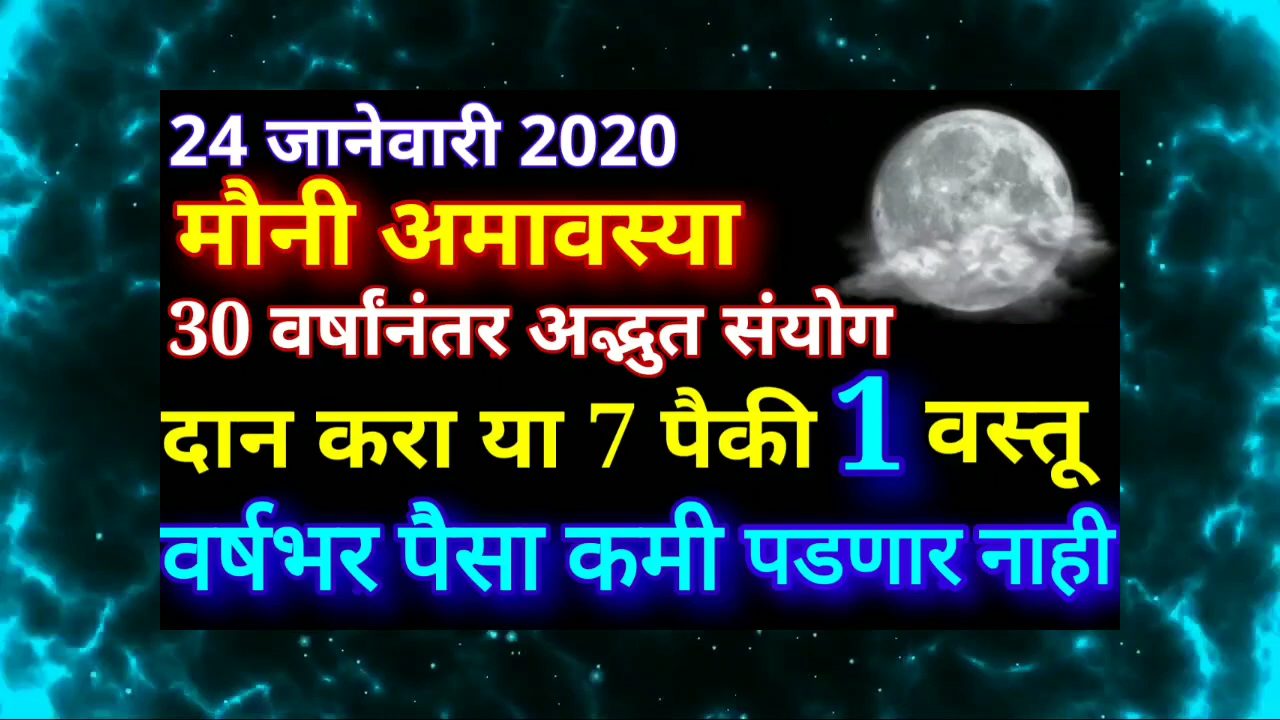 24 जानेवारी 2020
मौनी अमावस्या
30 वर्षांनंतर अद्भुत संयोग
दान करा या 7 पैकी 1 वस्तू
वर्षभर पैसा कमी पडणार नाही